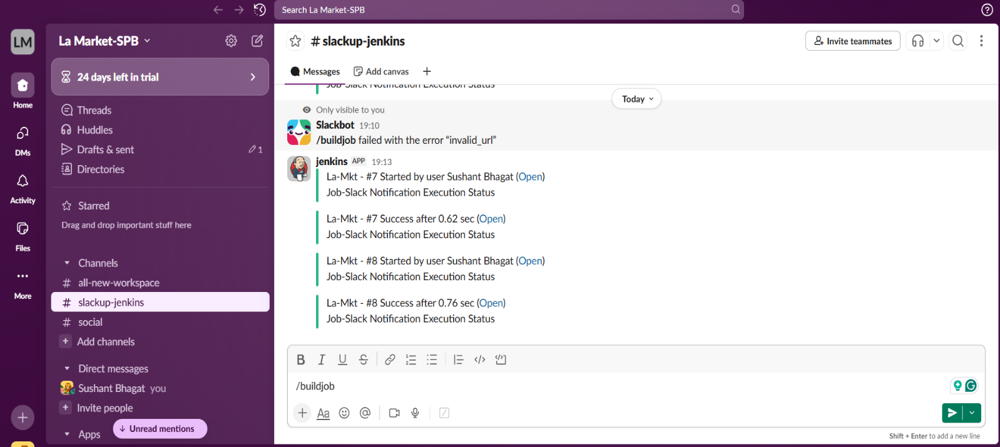 Search La Market-SPB
LM
La Market-SPB
24 days left in trial
Home
Threads
Huddles
DMs
Drafts & sent
1
Directories
Activity
Starred
Drag and drop important stuff here
Files
Channels
all-new-workspace
More
# slackup-jenkins
# social
+ Add channels
Direct messages
Sushant Bhagat you
+ Invite people
Apps
↓ Unread mentions
# slackup-jenkins
Invite teammates
Messages
Add canvas
+
Job-Slack Notification Execution Status
Today
Only visible to you
Slackbot 19:10
/buildjob failed with the error “invalid_url”
jenkins APP 19:13
La-Mkt - #7 Started by user Sushant Bhagat (Open)
Job-Slack Notification Execution Status
La-Mkt - #7 Success after 0.62 sec (Open)
Job-Slack Notification Execution Status
La-Mkt - #8 Started by user Sushant Bhagat (Open)
Job-Slack Notification Execution Status
La-Mkt - #8 Success after 0.76 sec (Open)
Job-Slack Notification Execution Status
B I U S
/buildjob
+ Aa @
Shift + Enter to add a new line